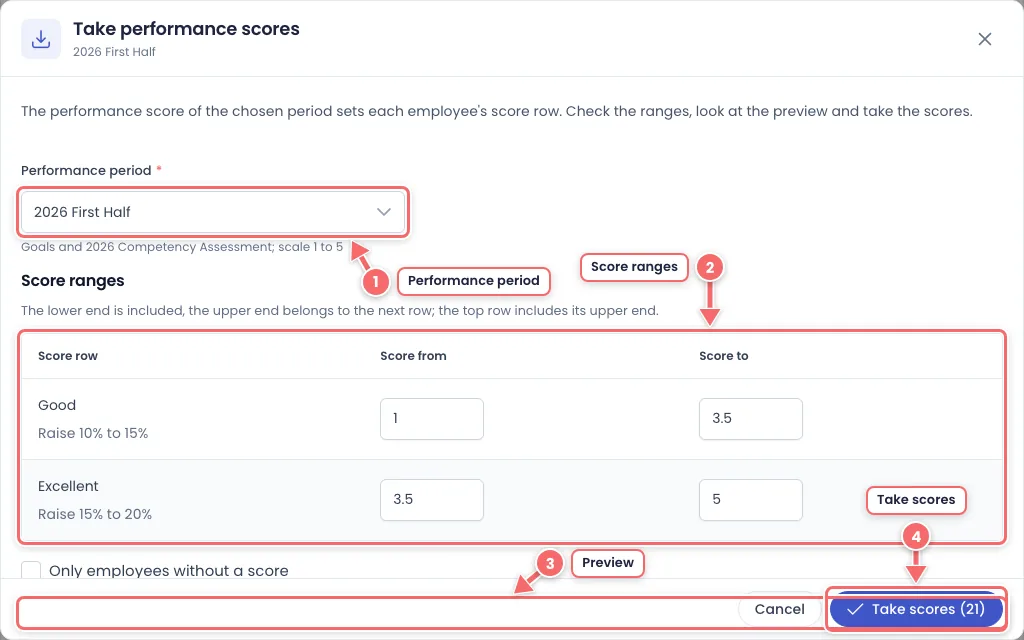 Take performance scores
2026 First Half
The performance score of the chosen period sets each employee's score row. Check the ranges, look at the preview and take the scores.
Performance period *
2026 First Half
Goals and 2026 Competency Assessment; scale 1 to 5
1
Performance period
Score ranges
2
Score ranges
The lower end is included, the upper end belongs to the next row; the top row includes its upper end.
Score row Score from Score to
Good
Raise 10% to 15%
1
3.5
Excellent
Raise 15% to 20%
3.5
5
Take scores
4
3
Preview
Only employees without a score
Cancel
Take scores (21)